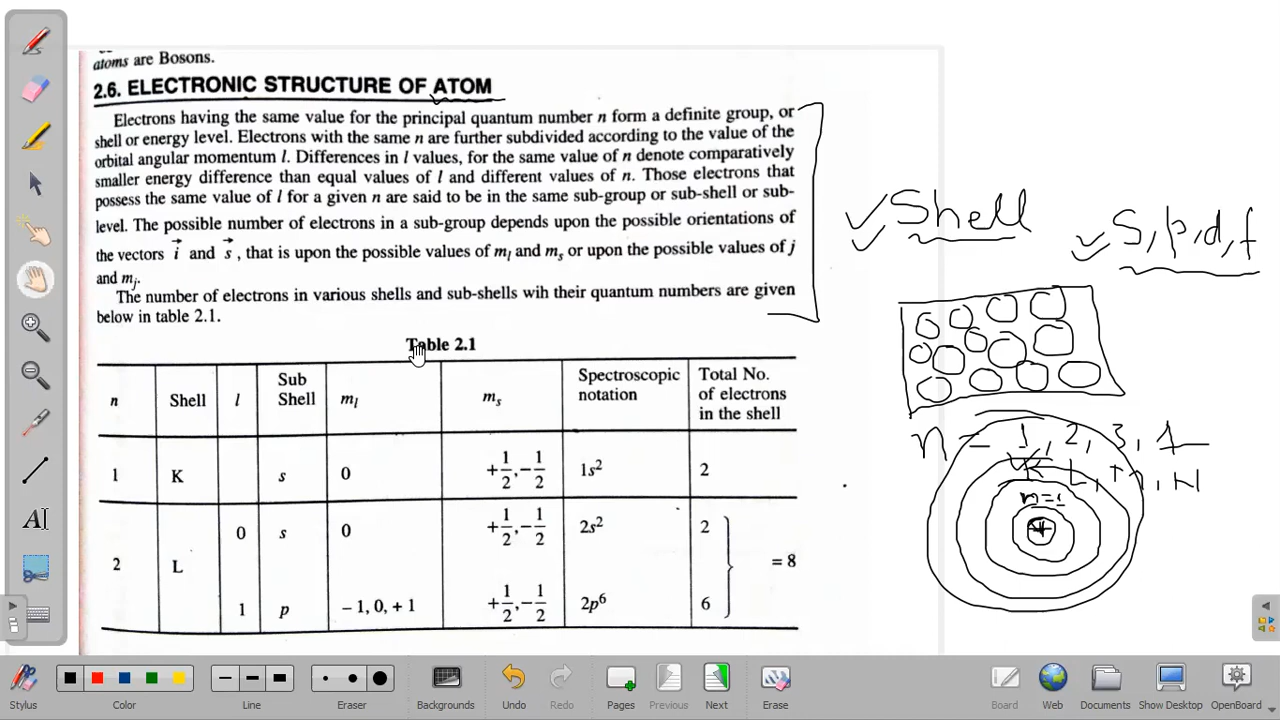 atoms are Bosons.
2.6. ELECTRONIC STRUCTURE OF ATOM
Electrons having the same value for the principal quantum number n form a definite group, or
shell or energy level. Electrons with the same n are further subdivided according to the value of the
orbital angular momentum l. Differences in l values, for the same value of n denote comparatively
smaller energy difference than equal values of l and different values of n. Those electrons that
possess the same value of l for a given n are said to be in the same sub-group or sub-shell or sub-
level. The possible number of electrons in a sub-group depends upon the possible orientations of
the vectors i⃗ and s⃗, that is upon the possible values of mₗ and mₛ or upon the possible values of j
and mⱼ.
The number of electrons in various shells and sub-shells wih their quantum numbers are given
below in table 2.1.
Table 2.1
n Shell l Sub Shell mₗ mₛ Spectroscopic notation Total No. of electrons in the shell
1 K s 0 +1/2, -1/2 1s² 2
0 s 0 +1/2, -1/2 2s² 2
2 L = 8
1 p – 1, 0, + 1 +1/2, -1/2 2p⁶ 6
Shell
S, p, d, f
n = 1, 2, 3, 4
K L, m, N
n=1
+
Stylus Color Line Eraser Backgrounds Undo Redo Pages Previous Next Erase Board Web Documents Show Desktop OpenBoard